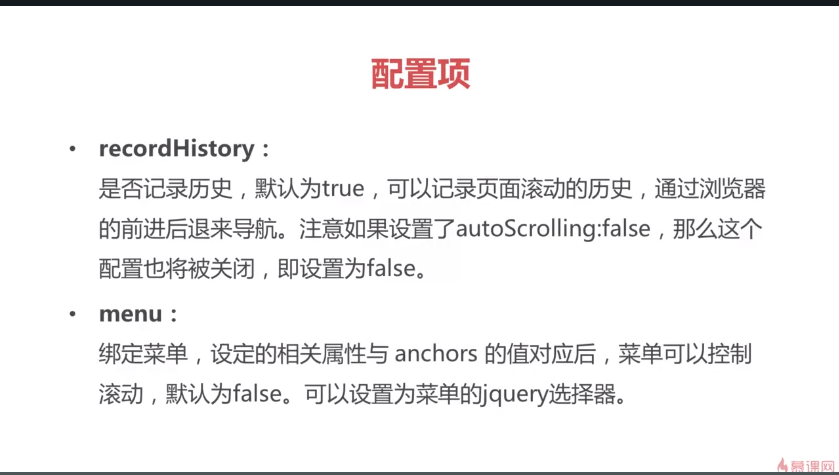 配置项
• recordHistory：
是否记录历史，默认为true，可以记录页面滚动的历史，通过浏览器
的前进后退来导航。注意如果设置了autoScrolling:false，那么这个
配置也将被关闭，即设置为false。
• menu：
绑定菜单，设定的相关属性与 anchors 的值对应后，菜单可以控制
滚动，默认为false。可以设置为菜单的jquery选择器。
慕课网